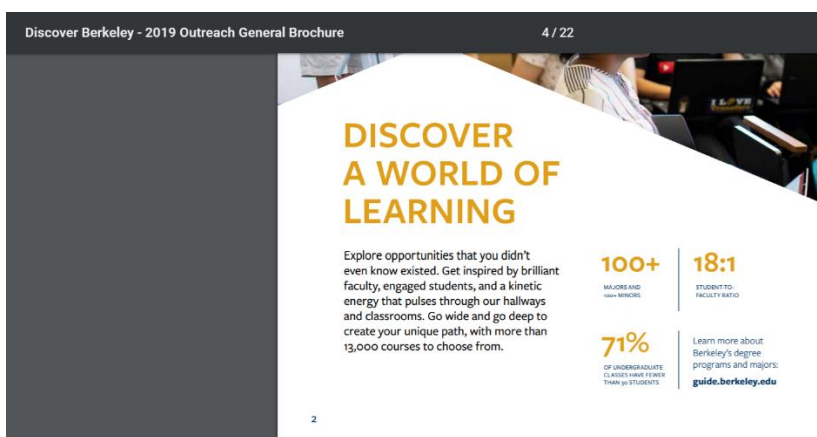 Discover Berkeley - 2019 Outreach General Brochure
4 / 22
I LOVE
DISCOVER
A WORLD OF
LEARNING
Explore opportunities that you didn't
even know existed. Get inspired by brilliant
faculty, engaged students, and a kinetic
energy that pulses through our hallways
and classrooms. Go wide and go deep to
create your unique path, with more than
13,000 courses to choose from.
100+
MAJORS AND
100+ MINORS
18:1
STUDENT-TO-
FACULTY RATIO
71%
OF UNDERGRADUATE
CLASSES HAVE FEWER
THAN 30 STUDENTS
Learn more about
Berkeley's degree
programs and majors:
guide.berkeley.edu
2